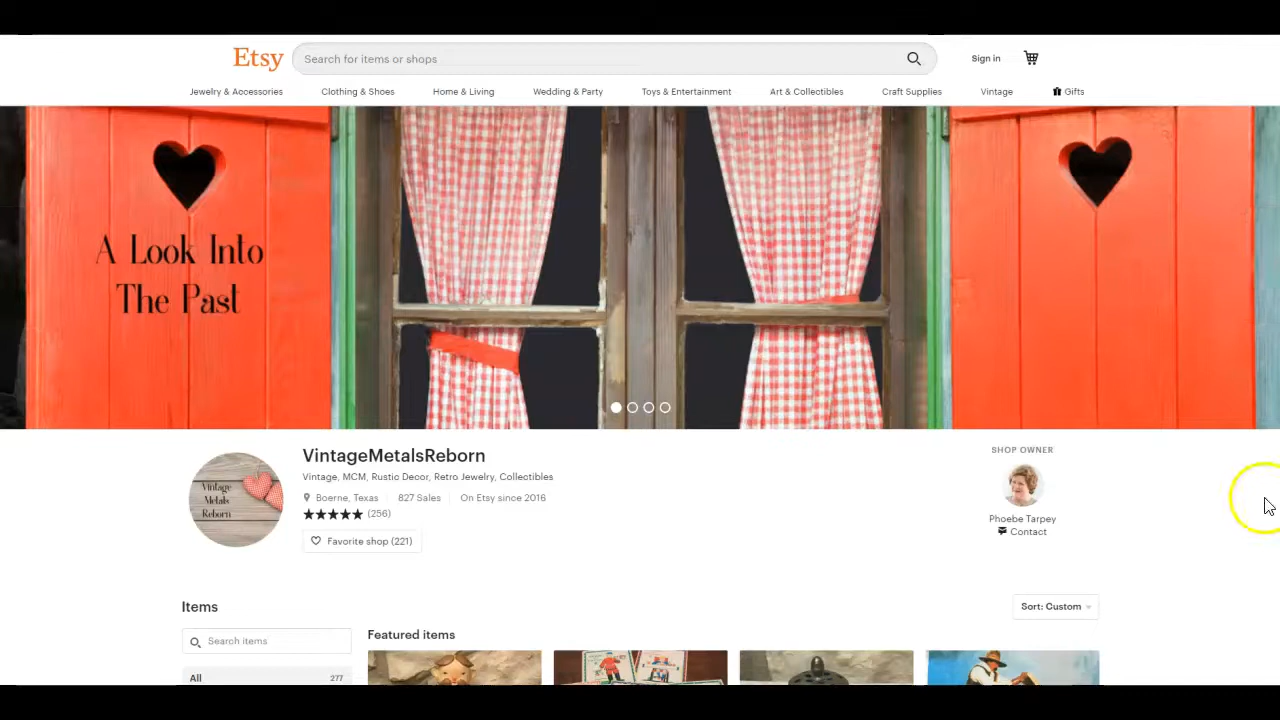 Etsy
Search for items or shops
Sign in
Jewelry & Accessories
Clothing & Shoes
Home & Living
Wedding & Party
Toys & Entertainment
Art & Collectibles
Craft Supplies
Vintage
Gifts
A Look Into
The Past
Vintage
Metals
Reborn
VintageMetalsReborn
Vintage, MCM, Rustic Decor, Retro Jewelry, Collectibles
Boerne, Texas
827 Sales
On Etsy since 2016
★★★★★ (256)
Favorite shop (221)
SHOP OWNER
Phoebe Tarpey
Contact
Items
Sort: Custom
Search items
All
277
Featured items